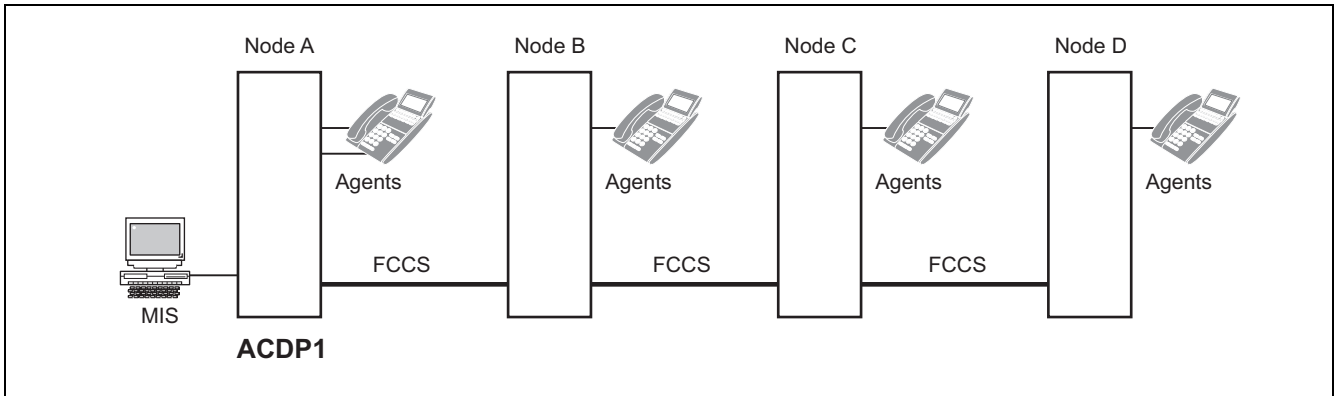 Node A
Node B
Node C
Node D
Agents
Agents
Agents
Agents
FCCS
FCCS
FCCS
MIS
ACDP1